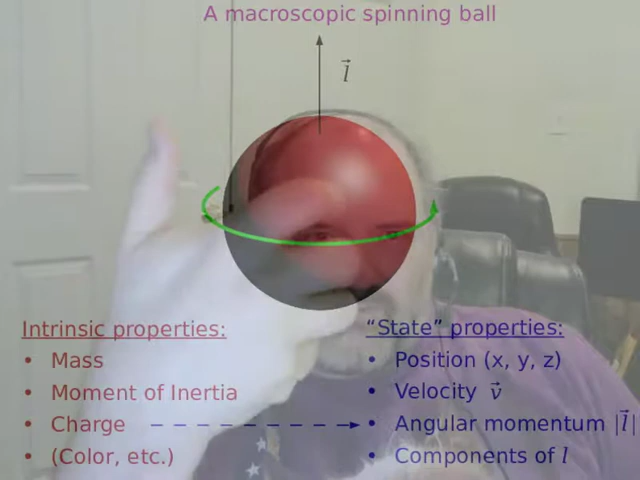 A macroscopic spinning ball
l⃗
Intrinsic properties:
• Mass
• Moment of Inertia
• Charge
• (Color, etc.)
“State” properties:
• Position (x, y, z)
• Velocity v⃗
• Angular momentum |l⃗|
• Components of l